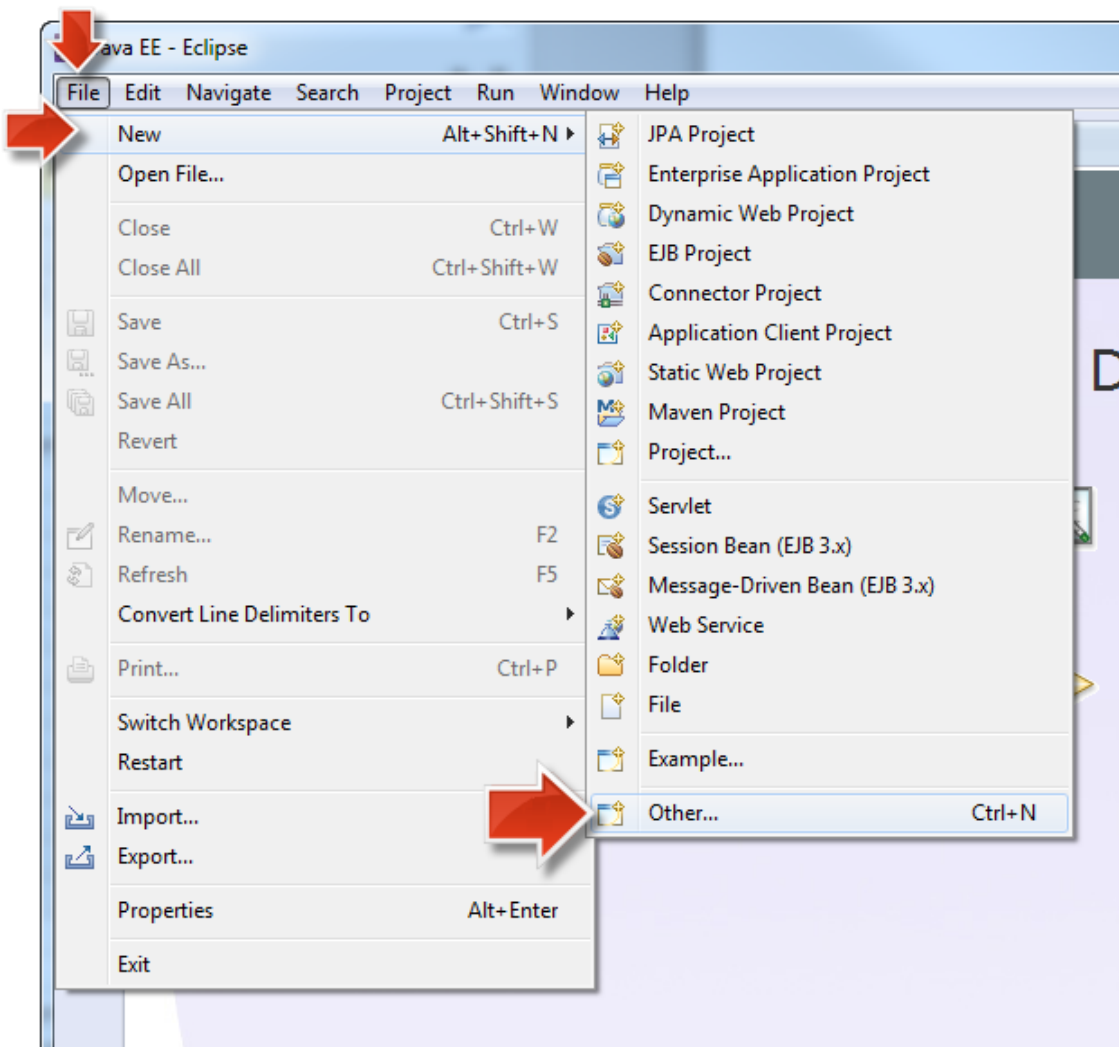 ava EE - Eclipse
File Edit Navigate Search Project Run Window Help
New Alt+Shift+N
Open File...
Close Ctrl+W
Close All Ctrl+Shift+W
Save Ctrl+S
Save As...
Save All Ctrl+Shift+S
Revert
Move...
Rename... F2
Refresh F5
Convert Line Delimiters To
Print... Ctrl+P
Switch Workspace
Restart
Import...
Export...
Properties Alt+Enter
Exit
JPA Project
Enterprise Application Project
Dynamic Web Project
EJB Project
Connector Project
Application Client Project
Static Web Project
Maven Project
Project...
Servlet
Session Bean (EJB 3.x)
Message-Driven Bean (EJB 3.x)
Web Service
Folder
File
Example...
Other... Ctrl+N
D